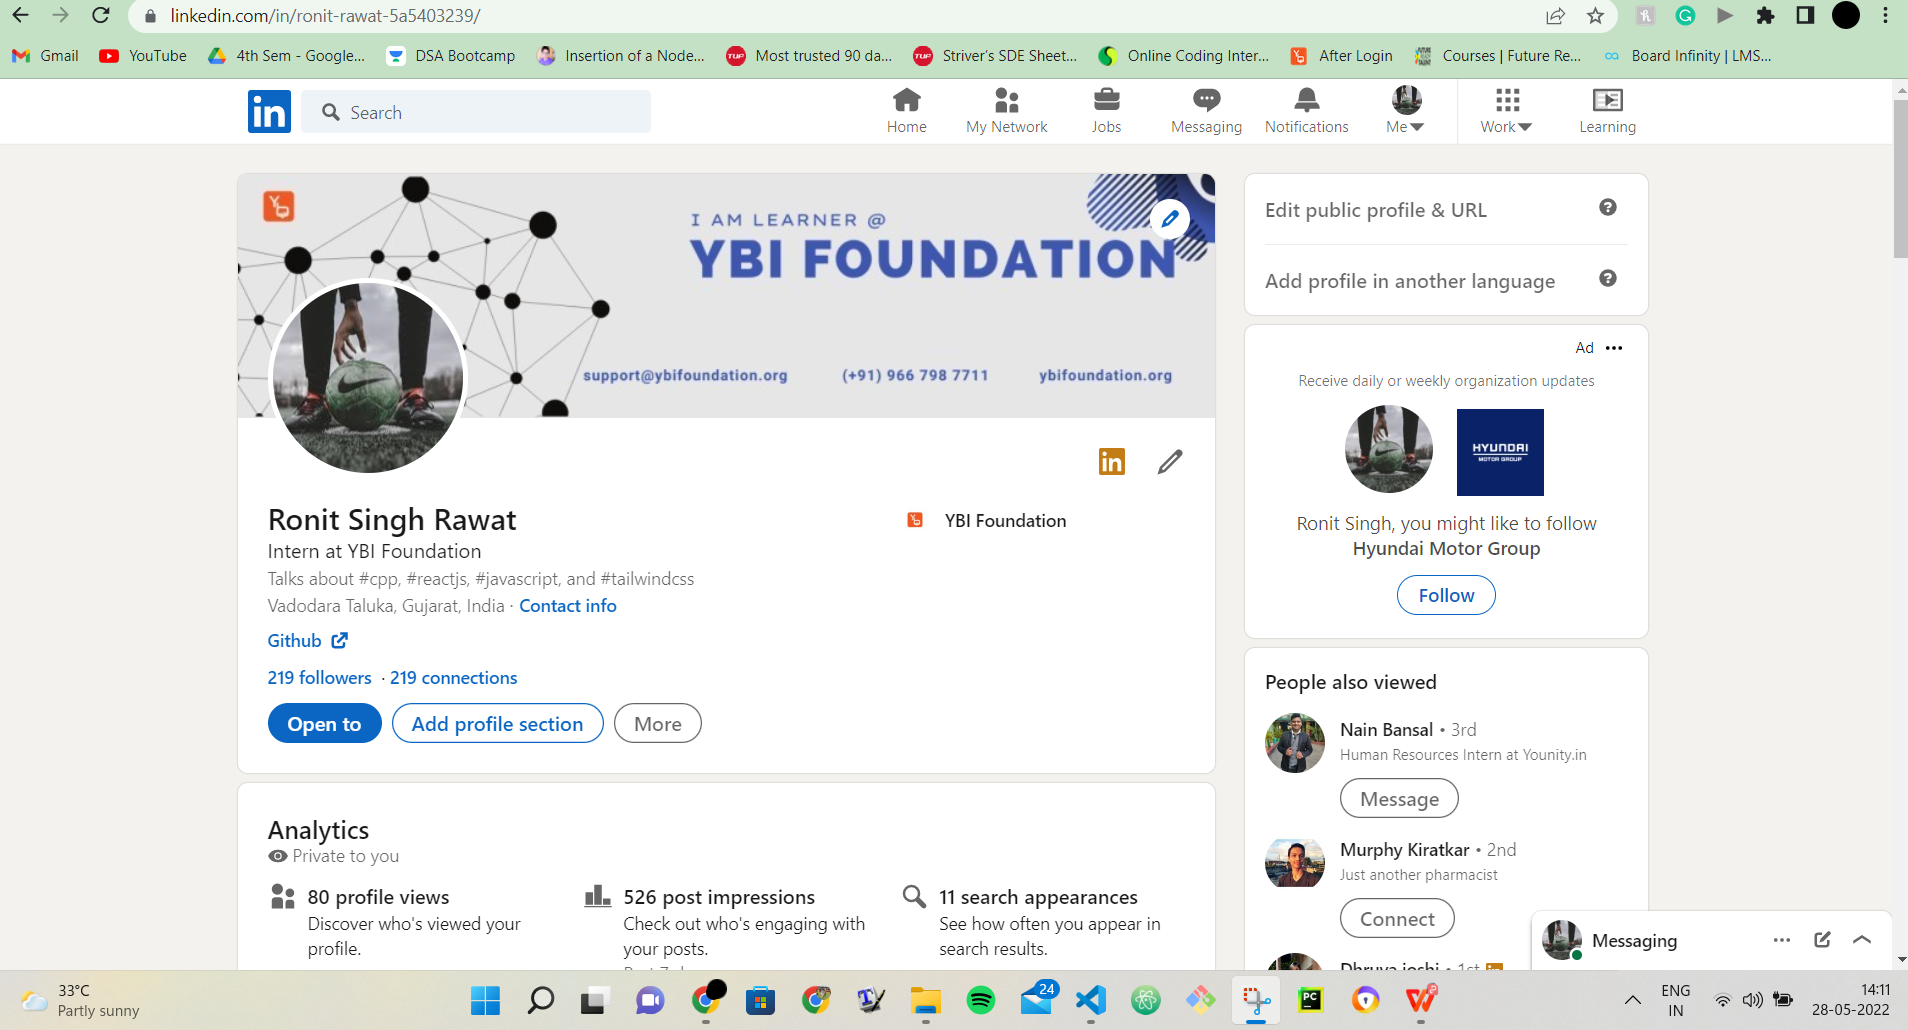 linkedin.com/in/ronit-rawat-5a5403239/
Gmail
YouTube
4th Sem - Google...
DSA Bootcamp
Insertion of a Node...
Most trusted 90 da...
Striver's SDE Sheet...
Online Coding Inter...
After Login
Courses | Future Re...
Board Infinity | LMS...
in
Search
Home
My Network
Jobs
Messaging
Notifications
Me
Work
Learning
I AM LEARNER @
YBI FOUNDATION
support@ybifoundation.org
(+91) 966 798 7711
ybifoundation.org
in
Ronit Singh Rawat
YBI Foundation
Intern at YBI Foundation
Talks about #cpp, #reactjs, #javascript, and #tailwindcss
Vadodara Taluka, Gujarat, India · Contact info
Github
219 followers · 219 connections
Open to
Add profile section
More
Analytics
Private to you
80 profile views
Discover who's viewed your
profile.
526 post impressions
Check out who's engaging with
your posts.
11 search appearances
See how often you appear in
search results.
Edit public profile & URL
Add profile in another language
Ad
Receive daily or weekly organization updates
HYUNDAI
MOTOR GROUP
Ronit Singh, you might like to follow
Hyundai Motor Group
Follow
People also viewed
Nain Bansal • 3rd
Human Resources Intern at Younity.in
Message
Murphy Kiratkar • 2nd
Just another pharmacist
Connect
Dhruva joshi • 1st
Messaging
33°C
Partly sunny
24
PC
ENG
IN
14:11
28-05-2022